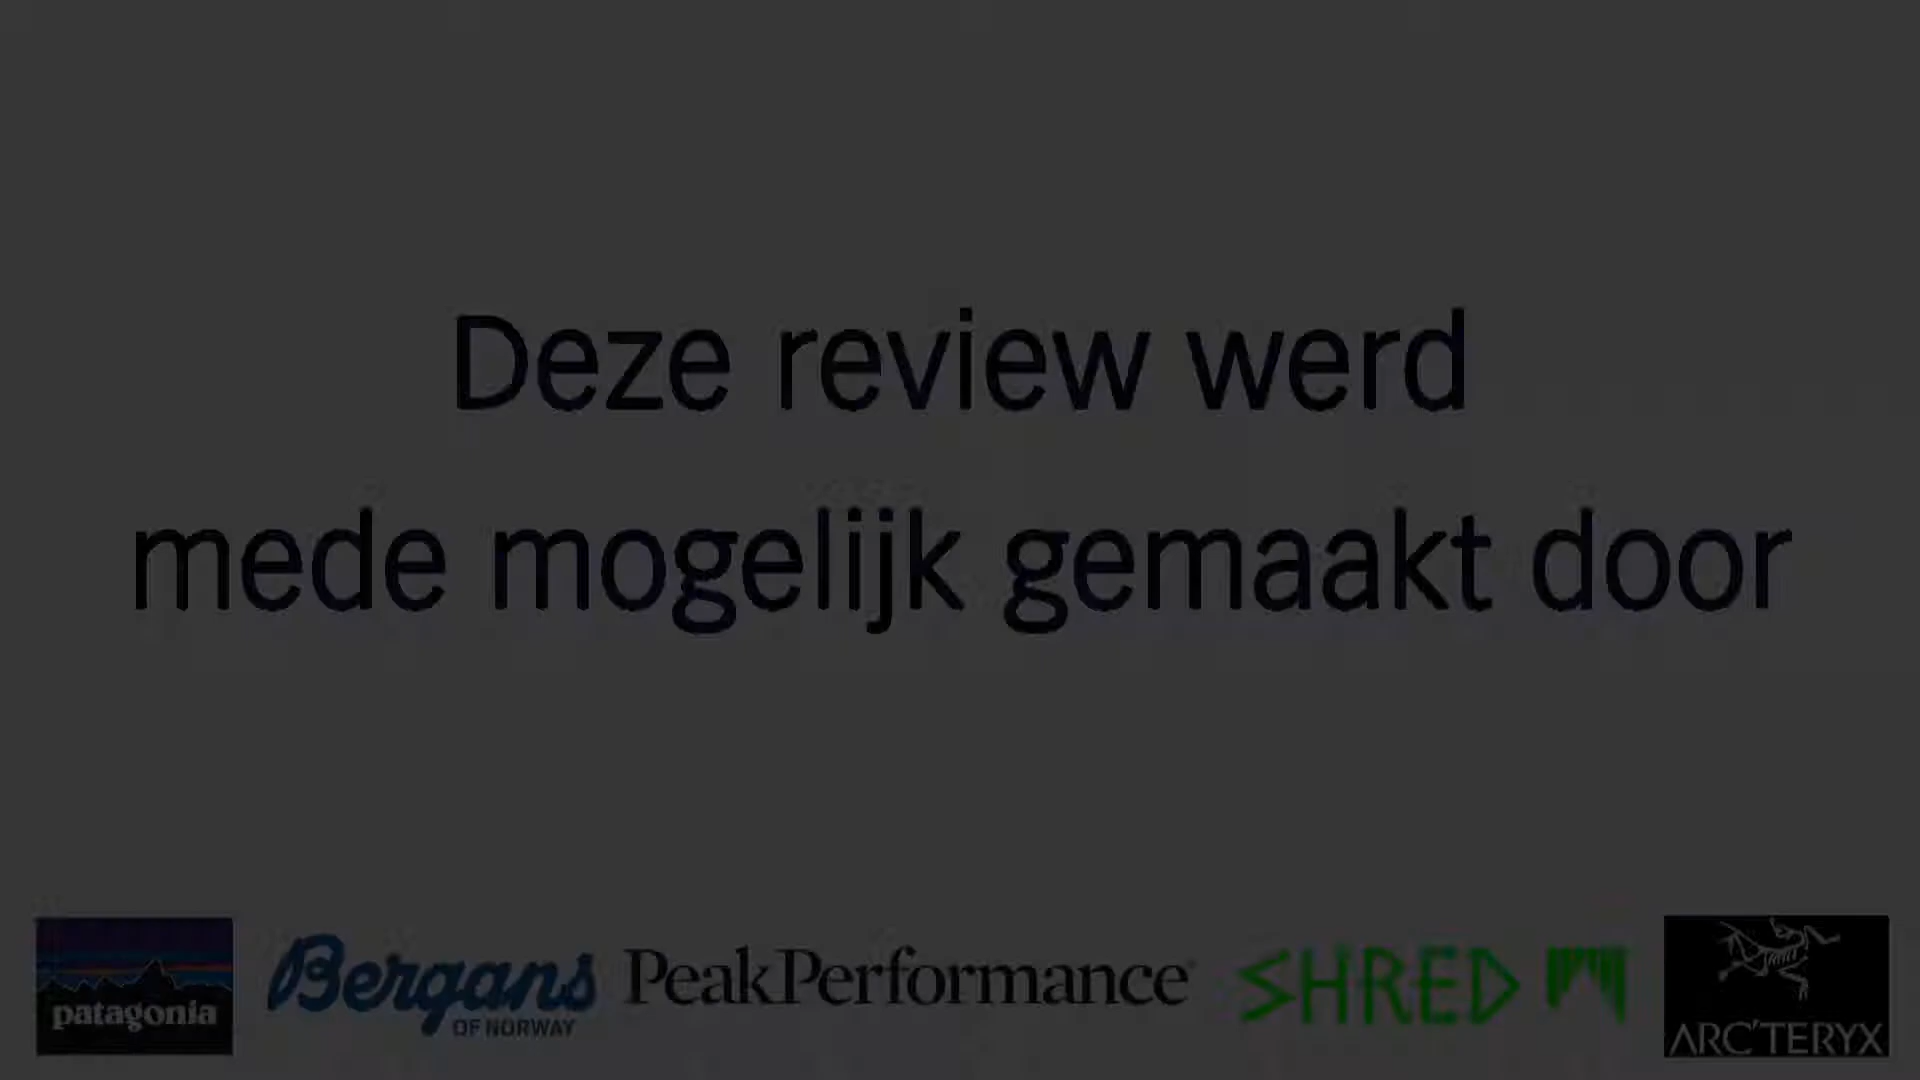 Deze review werd
mede mogelijk gemaakt door
patagonia
Bergans
OF NORWAY
PeakPerformance
SHRED
ARC'TERYX